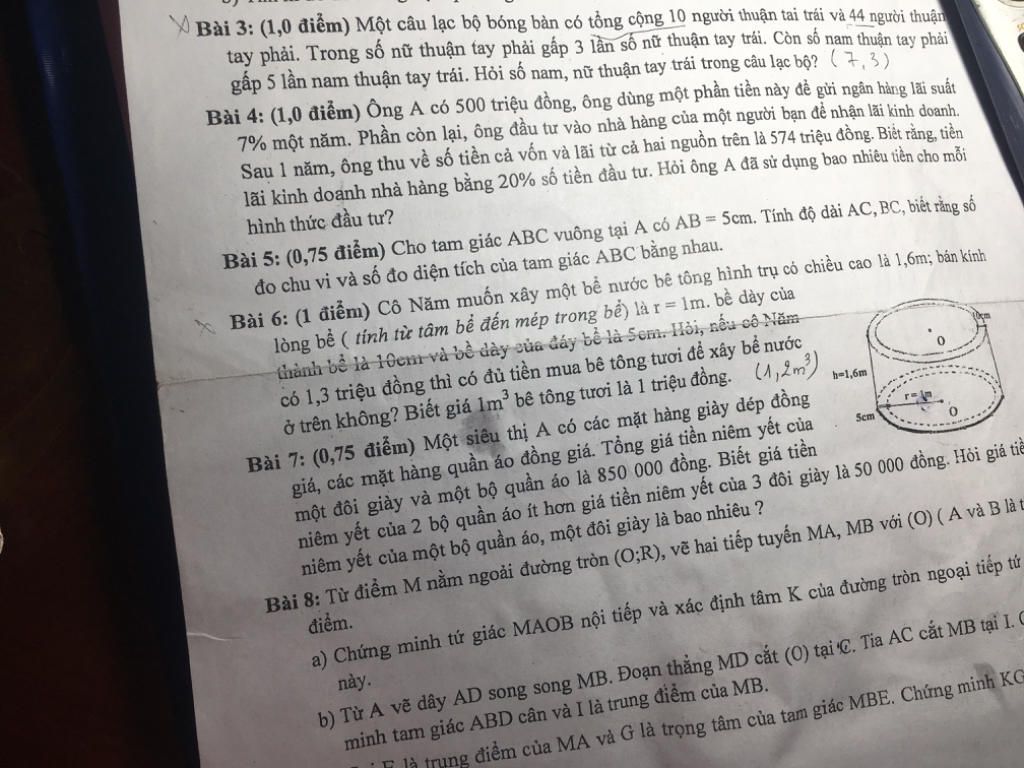 Bài 3: (1,0 điểm) Một câu lạc bộ bóng bàn có tổng cộng 10 người thuận tai trái và 44 người thuận
tay phải. Trong số nữ thuận tay phải gấp 3 lần số nữ thuận tay trái. Còn số nam thuận tay phải
gấp 5 lần nam thuận tay trái. Hỏi số nam, nữ thuận tay trái trong câu lạc bộ? (7,3)
Bài 4: (1,0 điểm) Ông A có 500 triệu đồng, ông dùng một phần tiền này để gửi ngân hàng lãi suất
7% một năm. Phần còn lại, ông đầu tư vào nhà hàng của một người bạn để nhận lãi kinh doanh.
Sau 1 năm, ông thu về số tiền cả vốn và lãi từ cả hai nguồn trên là 574 triệu đồng. Biết rằng, tiền
lãi kinh doanh nhà hàng bằng 20% số tiền đầu tư. Hỏi ông A đã sử dụng bao nhiêu tiền cho mỗi
hình thức đầu tư?
Bài 5: (0,75 điểm) Cho tam giác ABC vuông tại A có AB = 5cm. Tính độ dài AC, BC, biết rằng số
đo chu vi và số đo diện tích của tam giác ABC bằng nhau.
Bài 6: (1 điểm) Cô Năm muốn xây một bể nước bê tông hình trụ có chiều cao là 1,6m; bán kính
lòng bể ( tính từ tâm bể đến mép trong bể) là r = 1m. bề dày của
thành bể là 10cm và bề dày của đáy bể là 5cm. Hỏi, nếu cô Năm
có 1,3 triệu đồng thì có đủ tiền mua bê tông tươi để xây bể nước
ở trên không? Biết giá 1m³ bê tông tươi là 1 triệu đồng. (1,2m³)
10cm
O
h=1,6m
r = 1m
O
5cm
Bài 7: (0,75 điểm) Một siêu thị A có các mặt hàng giày dép đồng
giá, các mặt hàng quần áo đồng giá. Tổng giá tiền niêm yết của
một đôi giày và một bộ quần áo là 850 000 đồng. Biết giá tiền
niêm yết của 2 bộ quần áo ít hơn giá tiền niêm yết của 3 đôi giày là 50 000 đồng. Hỏi giá tiề
niêm yết của một bộ quần áo, một đôi giày là bao nhiêu ?
Bài 8: Từ điểm M nằm ngoài đường tròn (O;R), vẽ hai tiếp tuyến MA, MB với (O) ( A và B là t
điểm.
a) Chứng minh tứ giác MAOB nội tiếp và xác định tâm K của đường tròn ngoại tiếp tứ
này.
b) Từ A vẽ dây AD song song MB. Đoạn thẳng MD cắt (O) tại C. Tia AC cắt MB tại I. C
minh tam giác ABD cân và I là trung điểm của MB.
E là trung điểm của MA và G là trọng tâm của tam giác MBE. Chứng minh KG